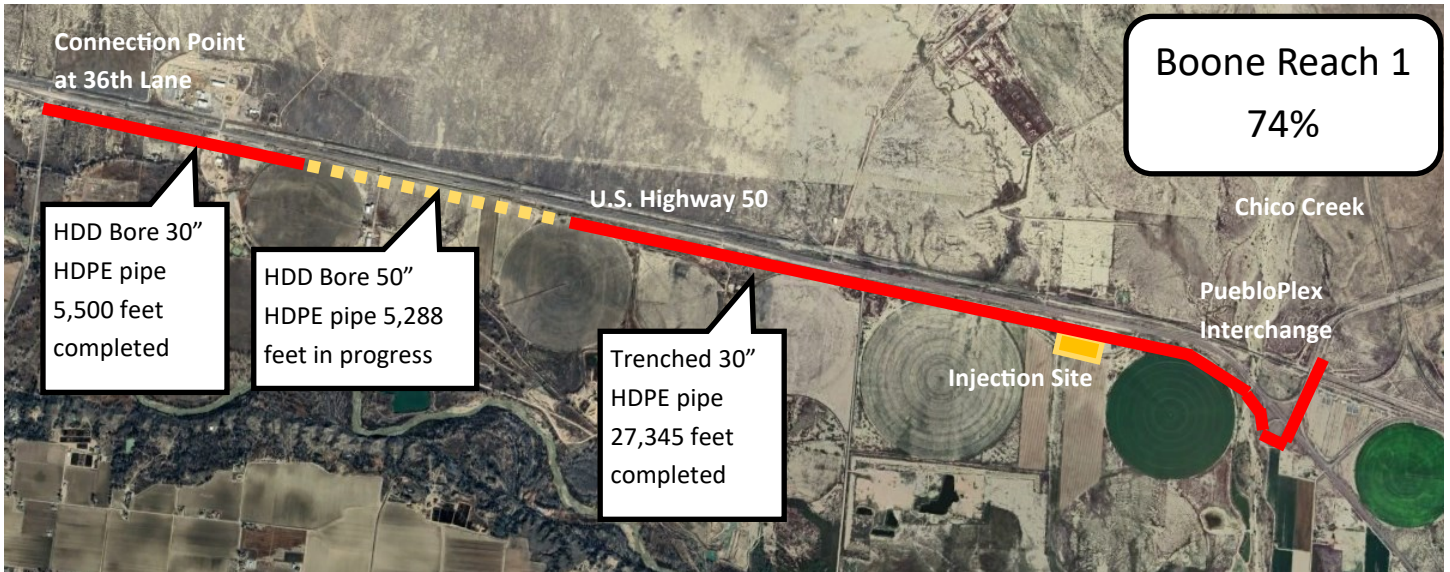 Connection Point
at 36th Lane
Boone Reach 1
74%
U.S. Highway 50
Chico Creek
HDD Bore 30”
HDPE pipe
5,500 feet
completed
HDD Bore 50”
HDPE pipe 5,288
feet in progress
PuebloPlex
Interchange
Trenched 30”
HDPE pipe
27,345 feet
completed
Injection Site